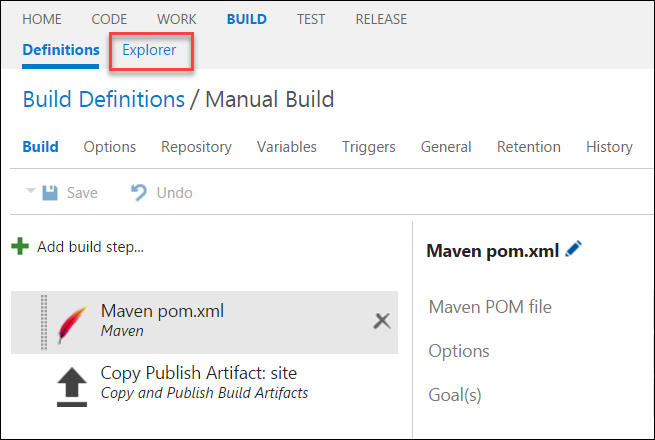 HOME CODE WORK BUILD TEST RELEASE
Definitions Explorer
Build Definitions / Manual Build
Build Options Repository Variables Triggers General Retention History
Save Undo
Add build step...
Maven pom.xml
Maven
Copy Publish Artifact: site
Copy and Publish Build Artifacts
Maven pom.xml
Maven POM file
Options
Goal(s)